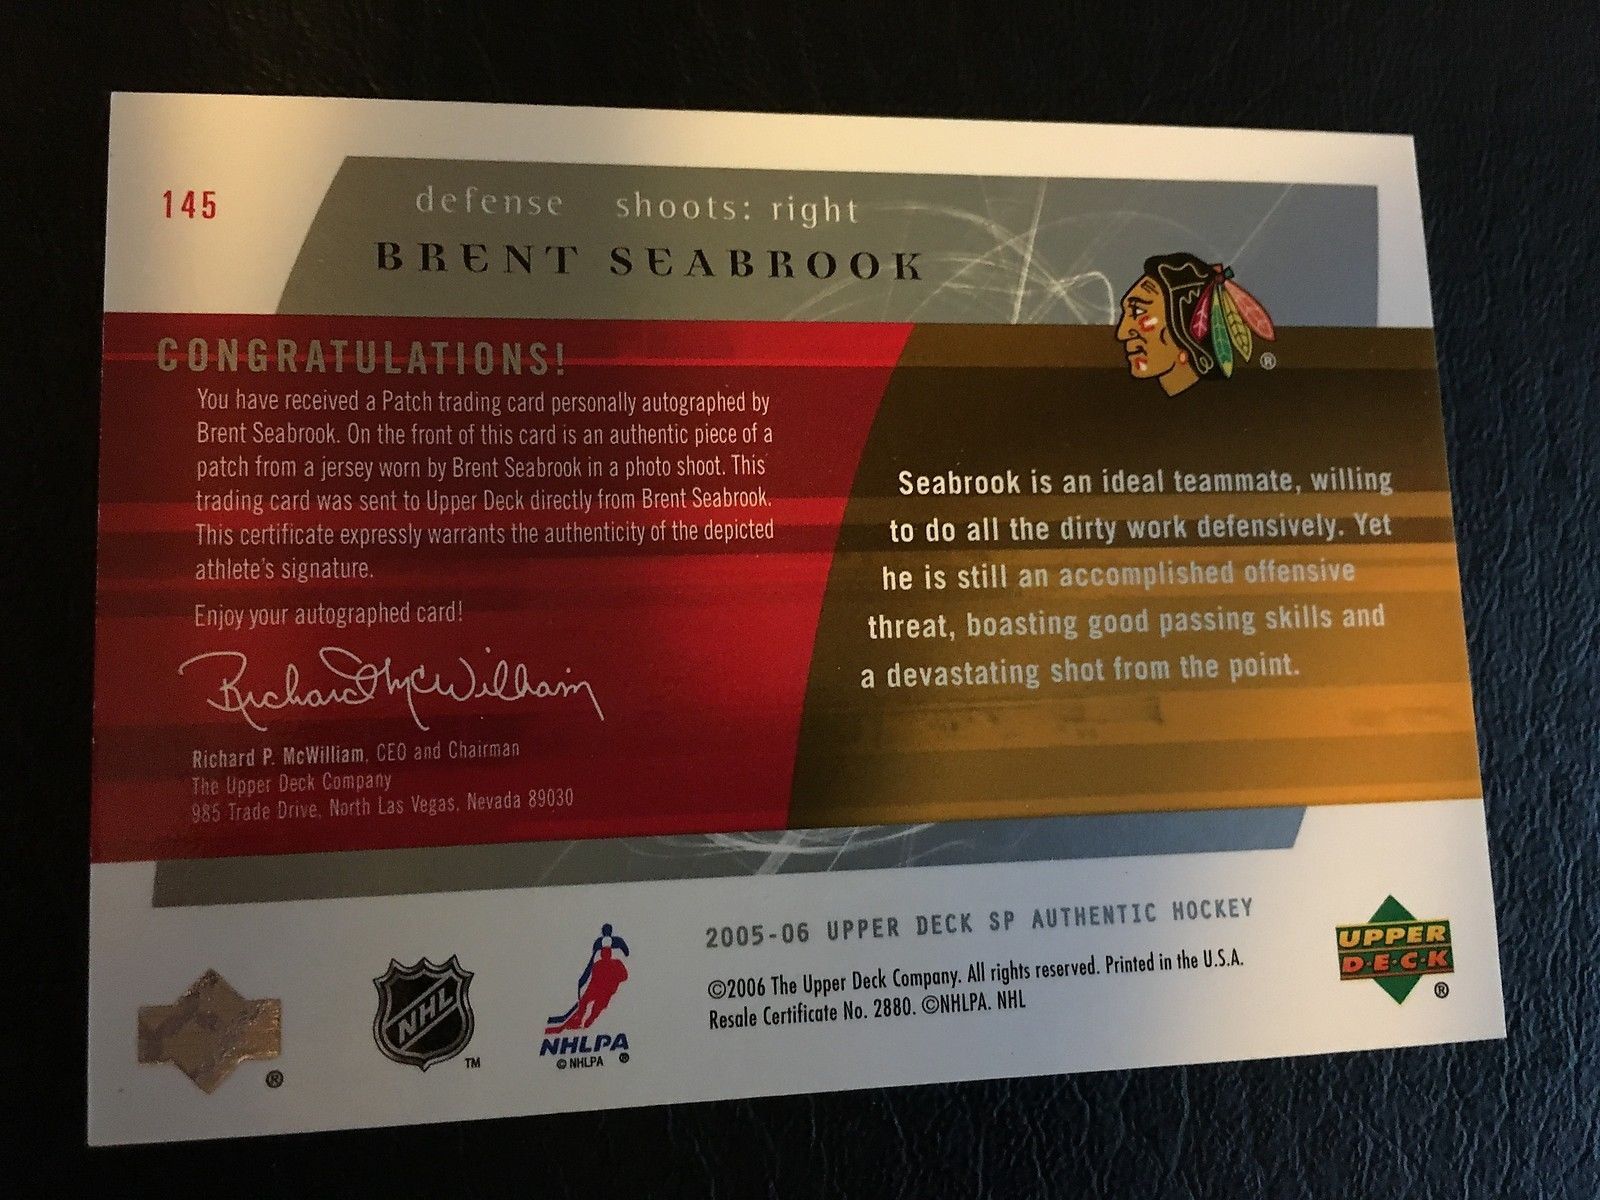 145
defense shoots: right
BRENT SEABROOK
®
CONGRATULATIONS!
You have received a Patch trading card personally autographed by
Brent Seabrook. On the front of this card is an authentic piece of a
patch from a jersey worn by Brent Seabrook in a photo shoot. This
trading card was sent to Upper Deck directly from Brent Seabrook.
This certificate expressly warrants the authenticity of the depicted
athlete's signature.
Enjoy your autographed card!
Richard McWilliam
Richard P. McWilliam, CEO and Chairman
The Upper Deck Company
985 Trade Drive, North Las Vegas, Nevada 89030
Seabrook is an ideal teammate, willing
to do all the dirty work defensively. Yet
he is still an accomplished offensive
threat, boasting good passing skills and
a devastating shot from the point.
®
NHL
TM
NHLPA
© NHLPA ®
2005-06 UPPER DECK SP AUTHENTIC HOCKEY
©2006 The Upper Deck Company. All rights reserved. Printed in the U.S.A.
Resale Certificate No. 2880. ©NHLPA. NHL
UPPER
D·E·C·K
®